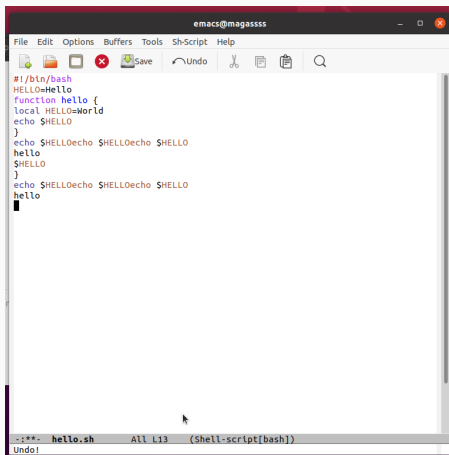 emacs@magassss
File Edit Options Buffers Tools Sh-Script Help
Save Undo
#!/bin/bash
HELLO=Hello
function hello {
local HELLO=World
echo $HELLO
}
echo $HELLOecho $HELLOecho $HELLO
hello
$HELLO
}
echo $HELLOecho $HELLOecho $HELLO
hello
-:**- hello.sh All L13 (Shell-script[bash])
Undo!